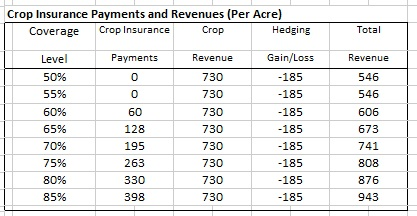 Crop Insurance Payments and Revenues (Per Acre)
Coverage Crop Insurance Crop Hedging Total
Level Payments Revenue Gain/Loss Revenue
50% 0 730 -185 546
55% 0 730 -185 546
60% 60 730 -185 606
65% 128 730 -185 673
70% 195 730 -185 741
75% 263 730 -185 808
80% 330 730 -185 876
85% 398 730 -185 943